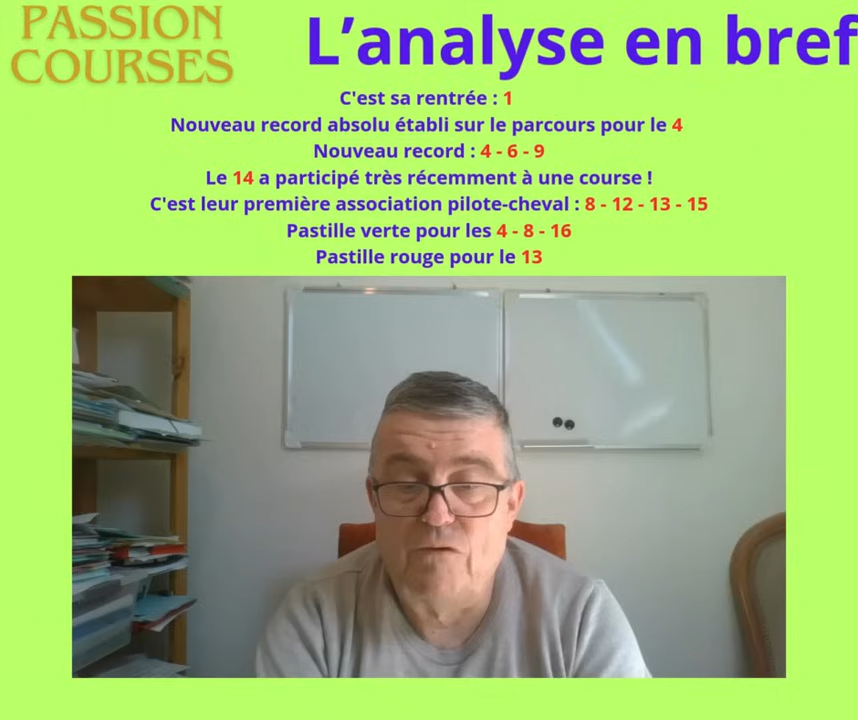 PASSION
COURSES
L’analyse en bref
C'est sa rentrée : 1
Nouveau record absolu établi sur le parcours pour le 4
Nouveau record : 4 - 6 - 9
Le 14 a participé très récemment à une course !
C'est leur première association pilote-cheval : 8 - 12 - 13 - 15
Pastille verte pour les 4 - 8 - 16
Pastille rouge pour le 13